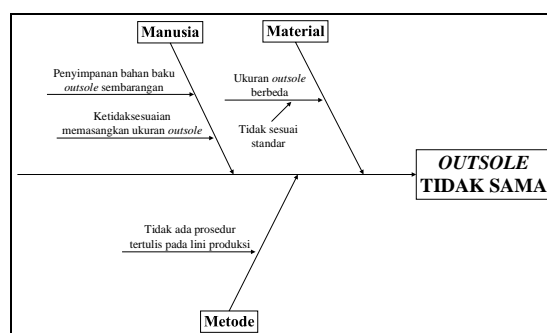 Manusia
Material
Penyimpanan bahan baku
outsole sembarangan
Ketidaksesuaian
memasangkan ukuran outsole
Ukuran outsole
berbeda
Tidak sesuai
standar
OUTSOLE
TIDAK SAMA
Tidak ada prosedur
tertulis pada lini produksi
Metode